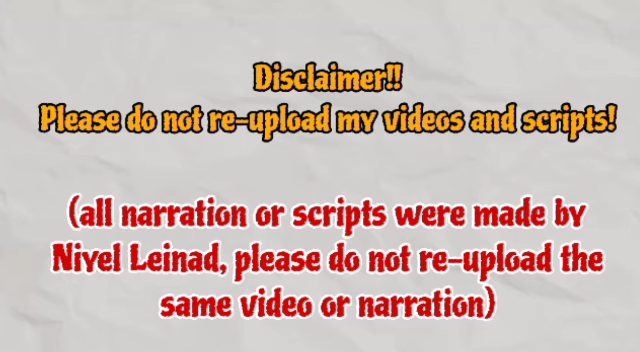 Disclaimer!!
Please do not re-upload my videos and scripts!
(all narration or scripts were made by
Nivel Leinad, please do not re-upload the
same video or narration)